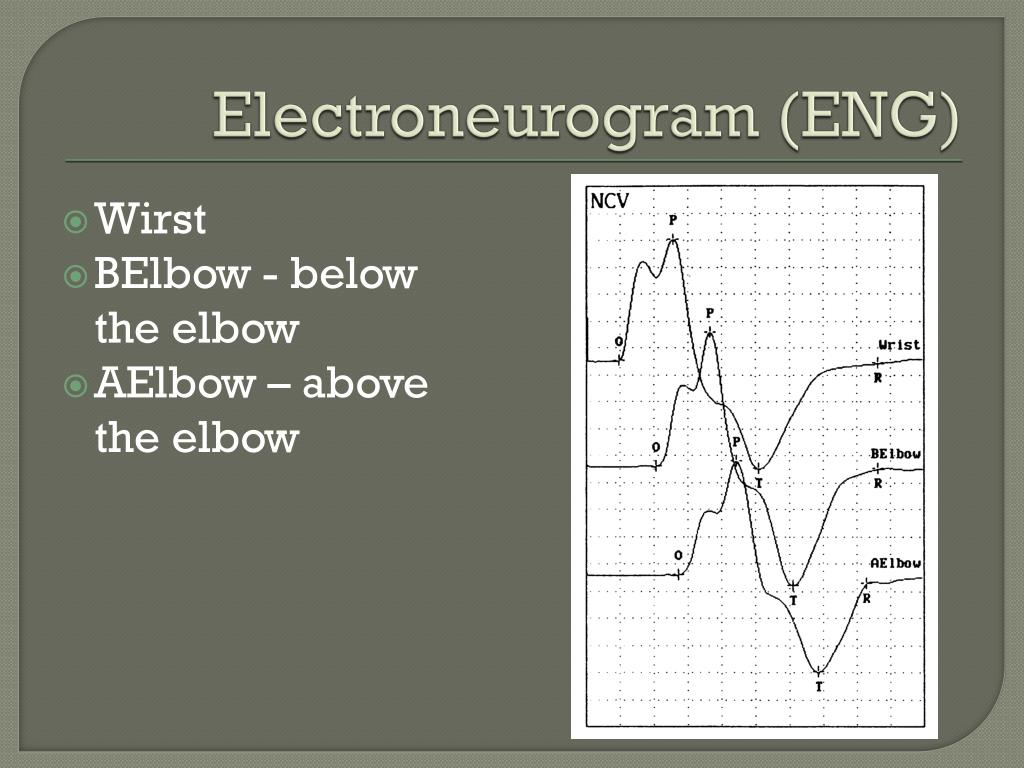 Electroneurogram (ENG)
Wirst
BElbow - below
the elbow
AElbow – above
the elbow
NCV
P
O
Wrist
R
P
O
BElbow
T
R
P
O
AElbow
T
R
T